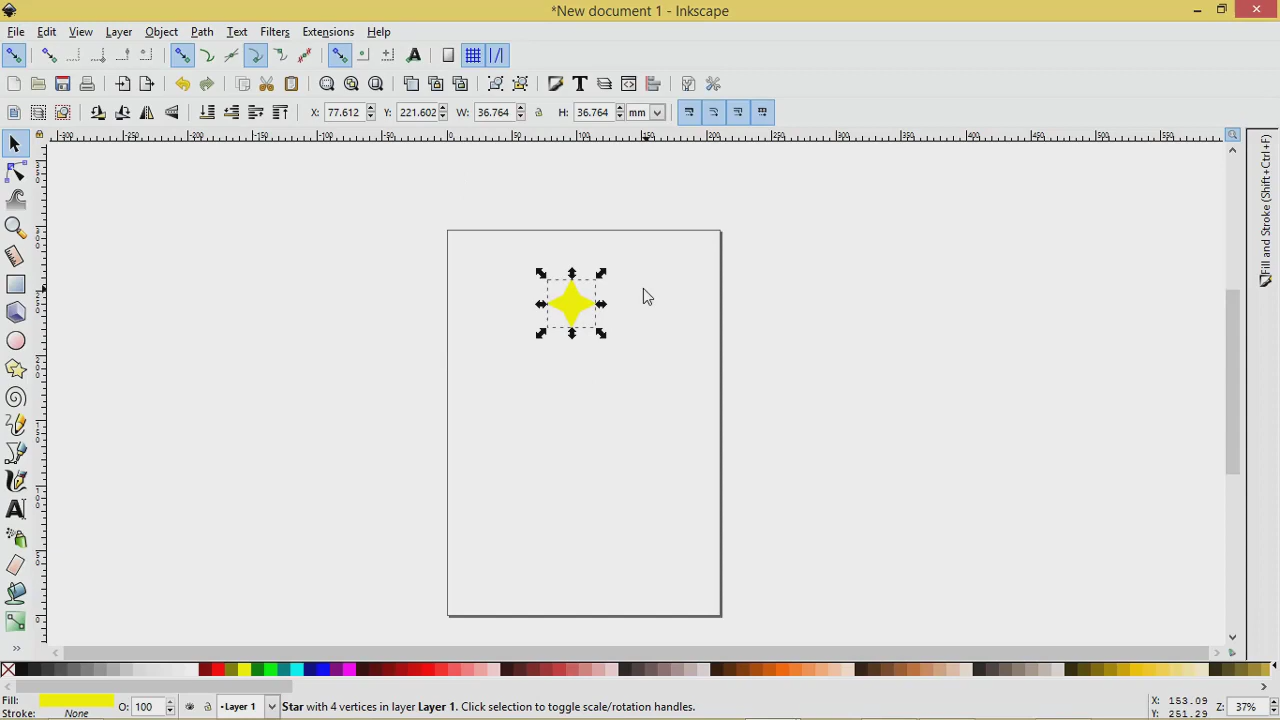 *New document 1 - Inkscape
File Edit View Layer Object Path Text Filters Extensions Help
X: 77.612 Y: 221.602 W: 36.764 H: 36.764 mm
Fill and Stroke (Shift+Ctrl+F)
Fill: O: 100 Layer 1 Star with 4 vertices in layer Layer 1. Click selection to toggle scale/rotation handles. X: 153.09 Z: 37%
Stroke: None Y: 251.29